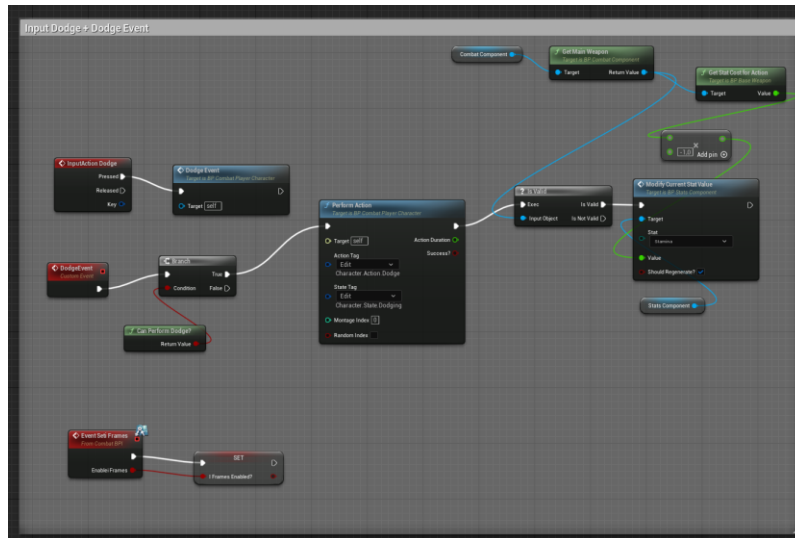 Input Dodge + Dodge Event
Combat Component
Get Main Weapon
Target is BP Combat Component
Target
Return Value
Get Stat Cost for Action
Target is BP Base Weapon
Target
Value
-1.0
Add pin
InputAction Dodge
Pressed
Released
Key
Dodge Event
Target is BP Combat Player Character
Target
self
Perform Action
Target is BP Combat Player Character
Target
self
Action Duration
Action Tag
Success?
Edit
Character.Action.Dodge
State Tag
Edit
Character.State.Dodging
Montage Index
0
Random Index
Is Valid
Exec
Is Valid
Input Object
Is Not Valid
Modify Current Stat Value
Target is BP Stats Component
Target
Stat
Stamina
Value
Should Regenerate?
Stats Component
DodgeEvent
Custom Event
Branch
True
Condition
False
Can Perform Dodge?
Return Value
Event Set I Frames
From Combat BPI
Enable I Frames
SET
I Frames Enabled?